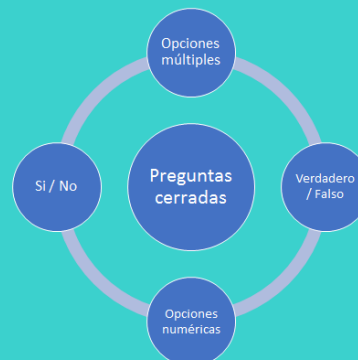 Opciones
múltiples
Si / No
Preguntas
cerradas
Verdadero
/ Falso
Opciones
numéricas